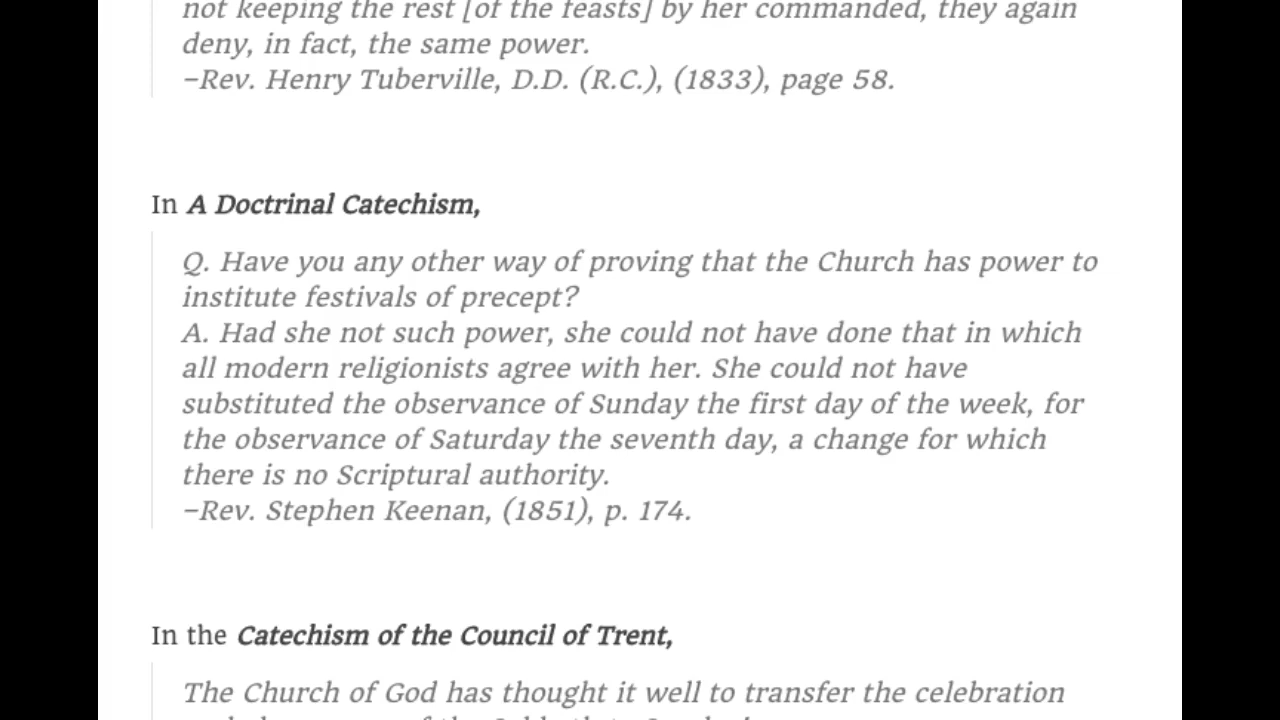 not keeping the rest [of the feasts] by her commanded, they again
deny, in fact, the same power.
–Rev. Henry Tuberville, D.D. (R.C.), (1833), page 58.
In A Doctrinal Catechism,
Q. Have you any other way of proving that the Church has power to
institute festivals of precept?
A. Had she not such power, she could not have done that in which
all modern religionists agree with her. She could not have
substituted the observance of Sunday the first day of the week, for
the observance of Saturday the seventh day, a change for which
there is no Scriptural authority.
–Rev. Stephen Keenan, (1851), p. 174.
In the Catechism of the Council of Trent,
The Church of God has thought it well to transfer the celebration